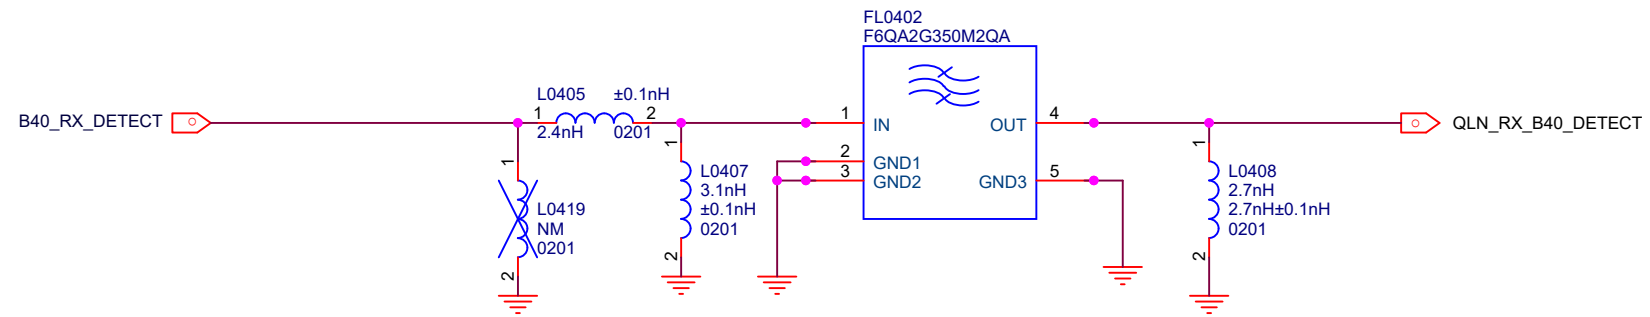 FL0402
F6QA2G350M2QA
B40_RX_DETECT
L0405 ±0.1nH
1 2
2.4nH 0201
1
L0419
NM
0201
2
1
L0407
3.1nH
±0.1nH
0201
2
1 IN
2 GND1
3 GND2
OUT 4
GND3 5
1
L0408
2.7nH
2.7nH±0.1nH
0201
2
QLN_RX_B40_DETECT